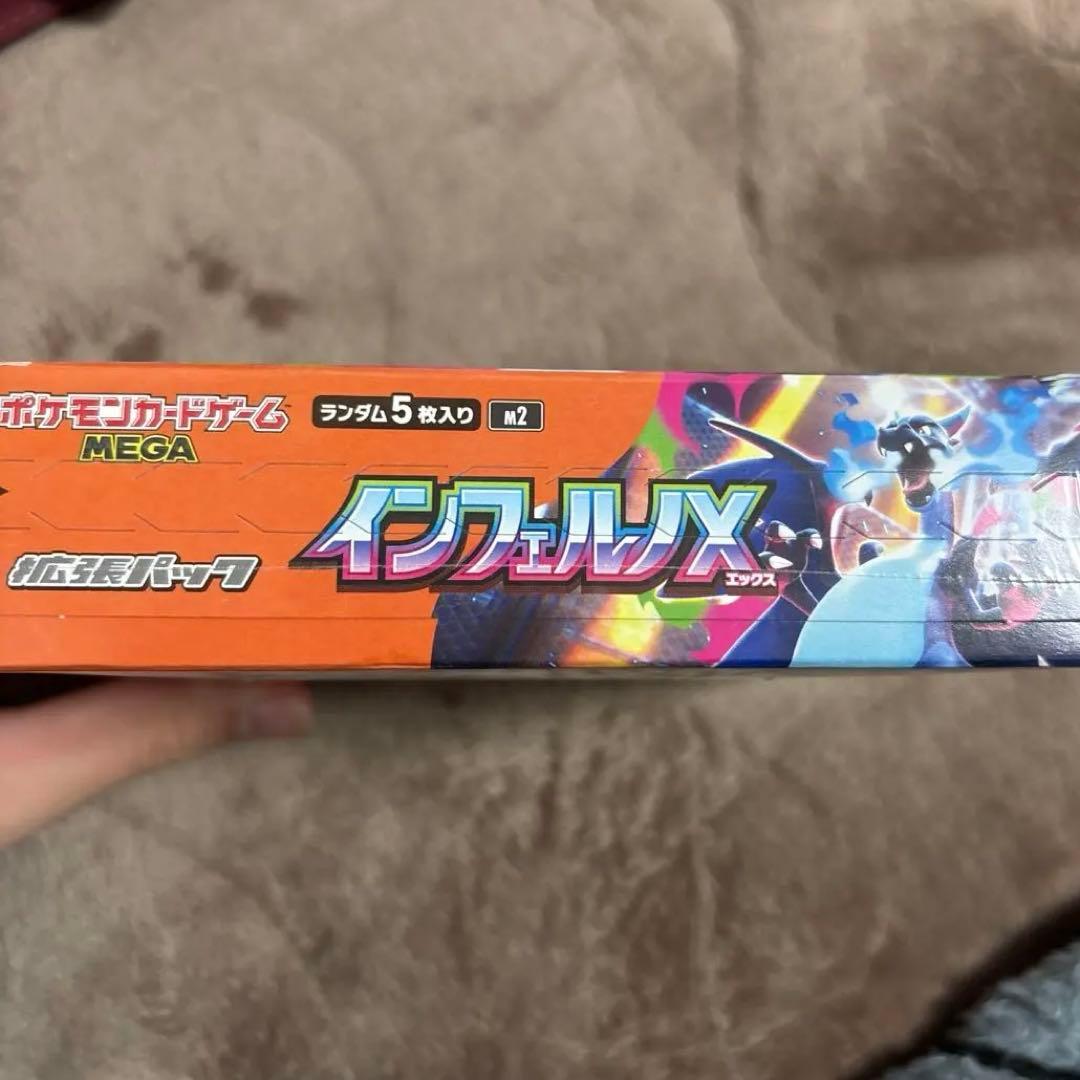 ポケモンカードゲーム
MEGA
ランダム5枚入り M2
インフェルノX
エックス
拡張パック